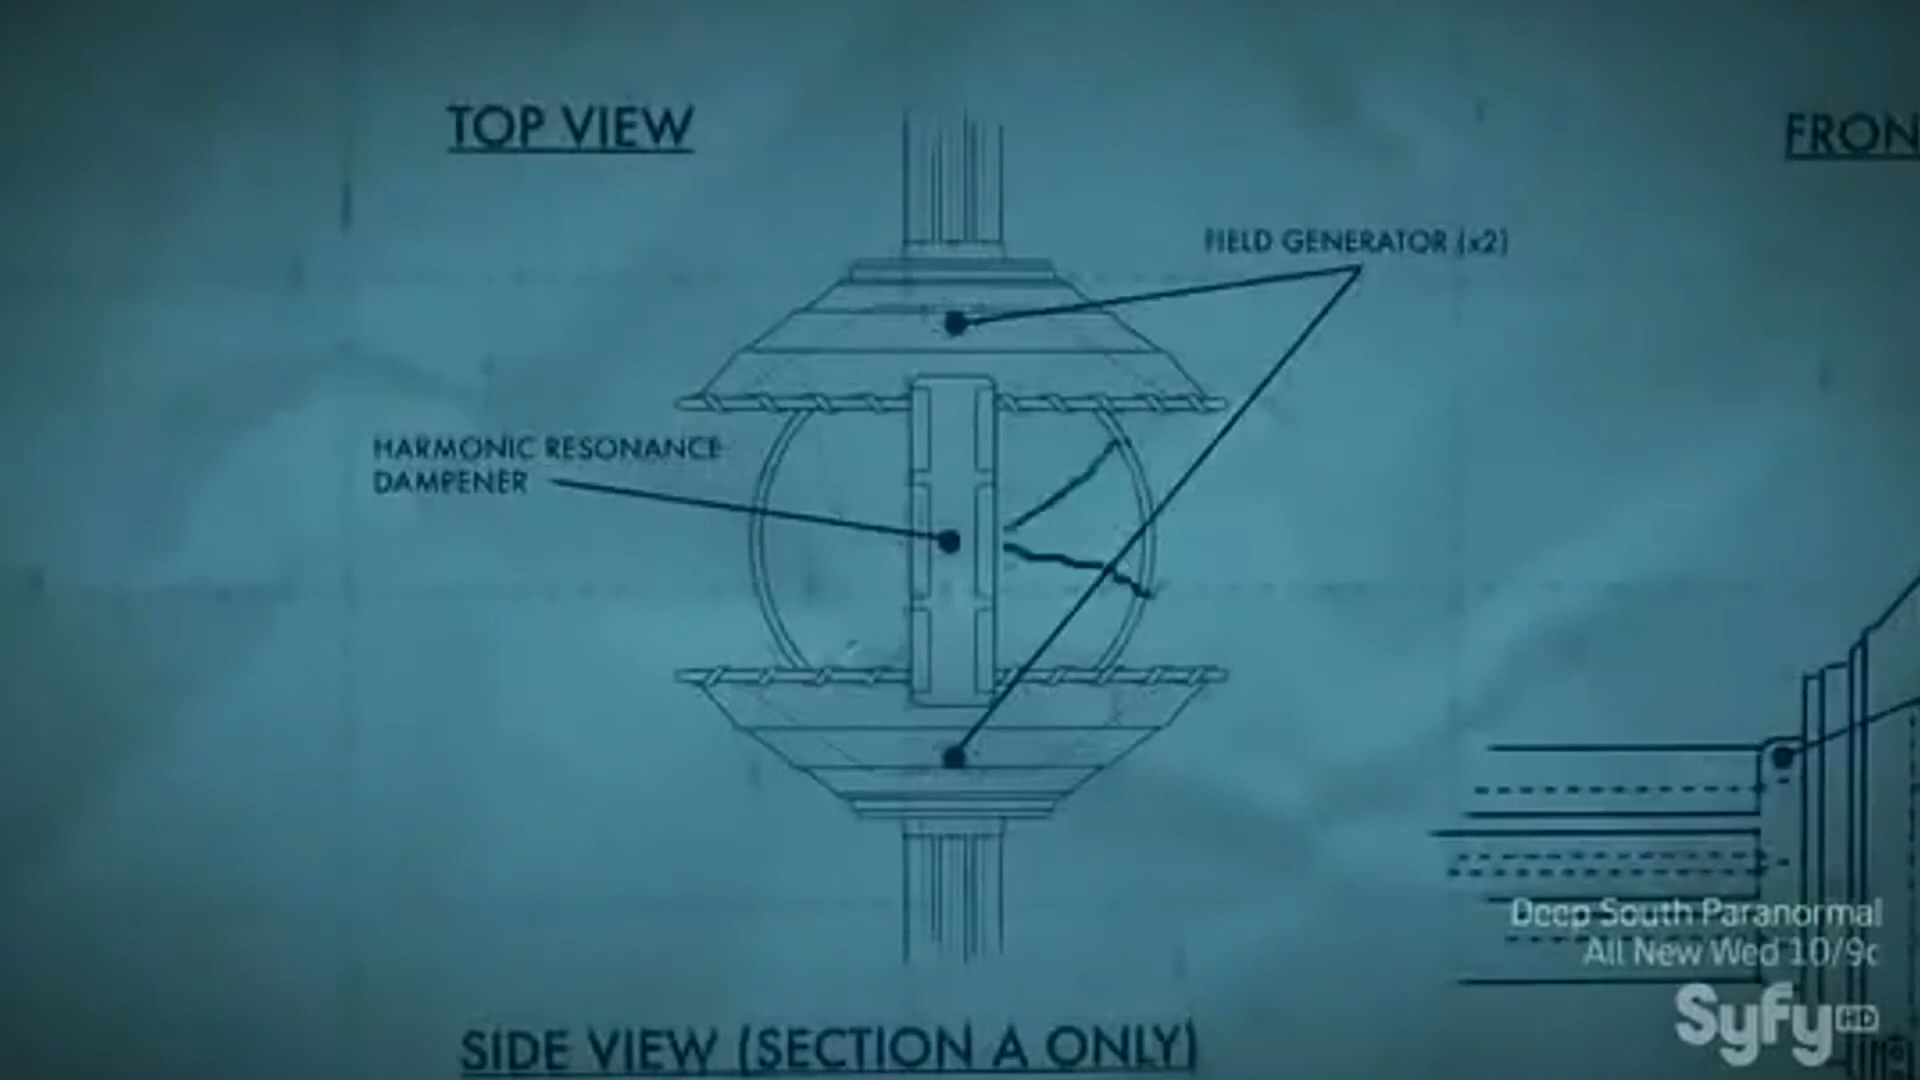 TOP VIEW
FRON
FIELD GENERATOR (x2)
HARMONIC RESONANCE
DAMPENER
Deep South Paranormal
All New Wed 10/9c
Syfy HD
SIDE VIEW (SECTION A ONLY)